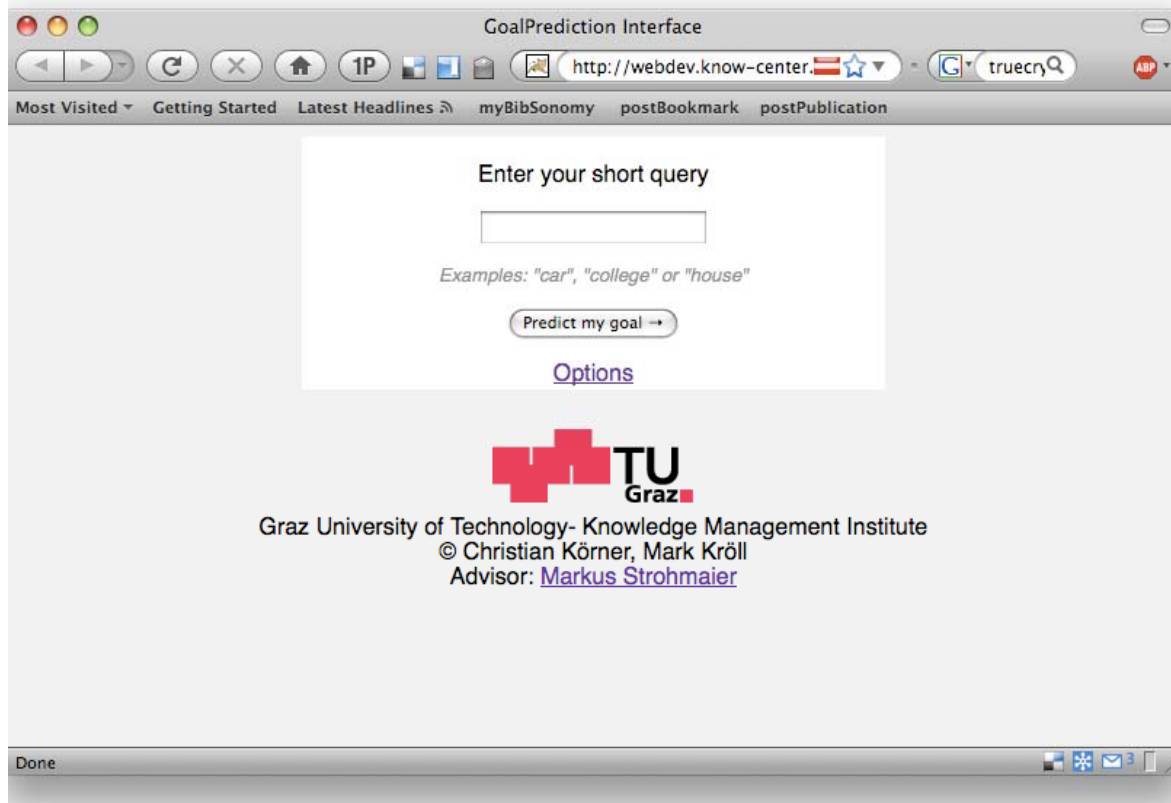 GoalPrediction Interface
1P http://webdev.know-center. G truecry ABP
Most Visited Getting Started Latest Headlines myBibSonomy postBookmark postPublication
Enter your short query
Examples: "car", "college" or "house"
Predict my goal →
Options
TU
Graz
Graz University of Technology- Knowledge Management Institute
© Christian Körner, Mark Kröll
Advisor: Markus Strohmaier
Done 3